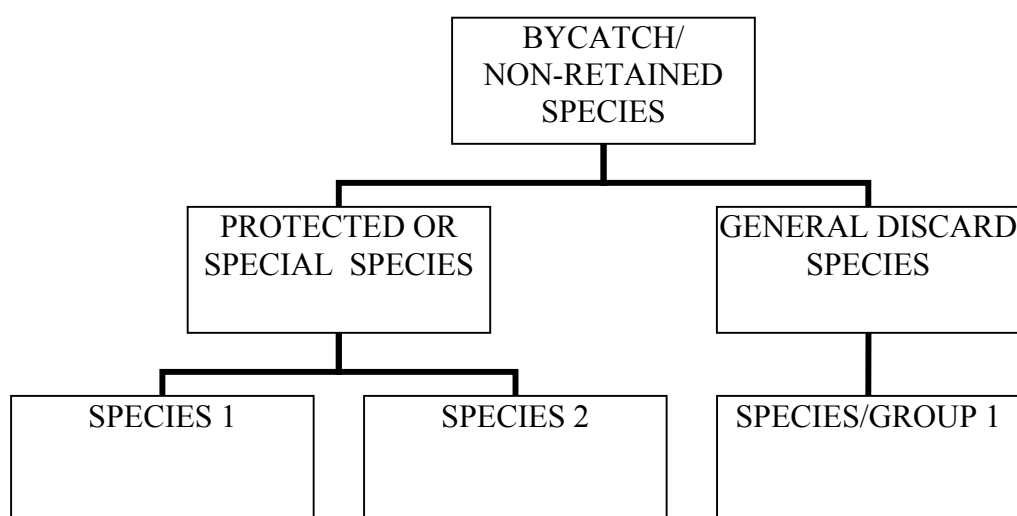 BYCATCH/
NON-RETAINED
SPECIES
PROTECTED OR
SPECIAL SPECIES
GENERAL DISCARD
SPECIES
SPECIES 1
SPECIES 2
SPECIES/GROUP 1